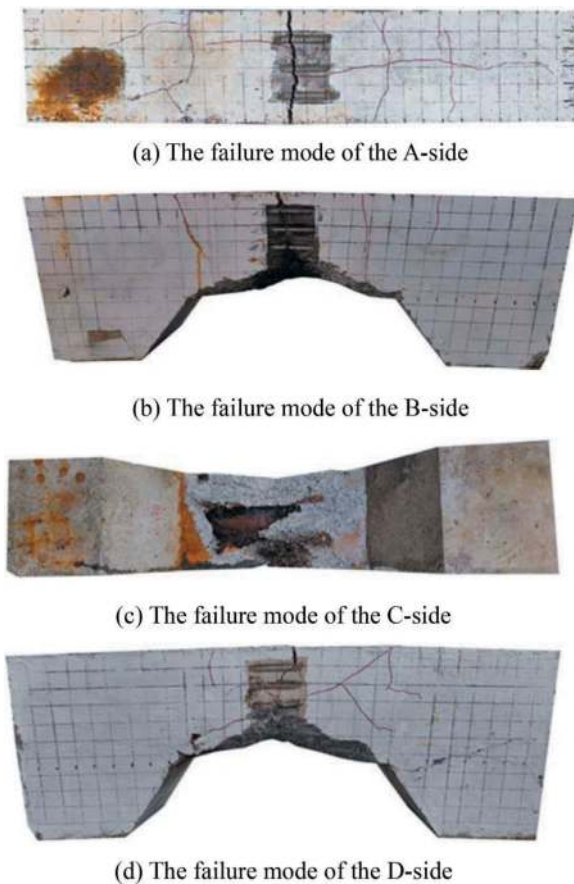 (a) The failure mode of the A-side
(b) The failure mode of the B-side
(c) The failure mode of the C-side
(d) The failure mode of the D-side